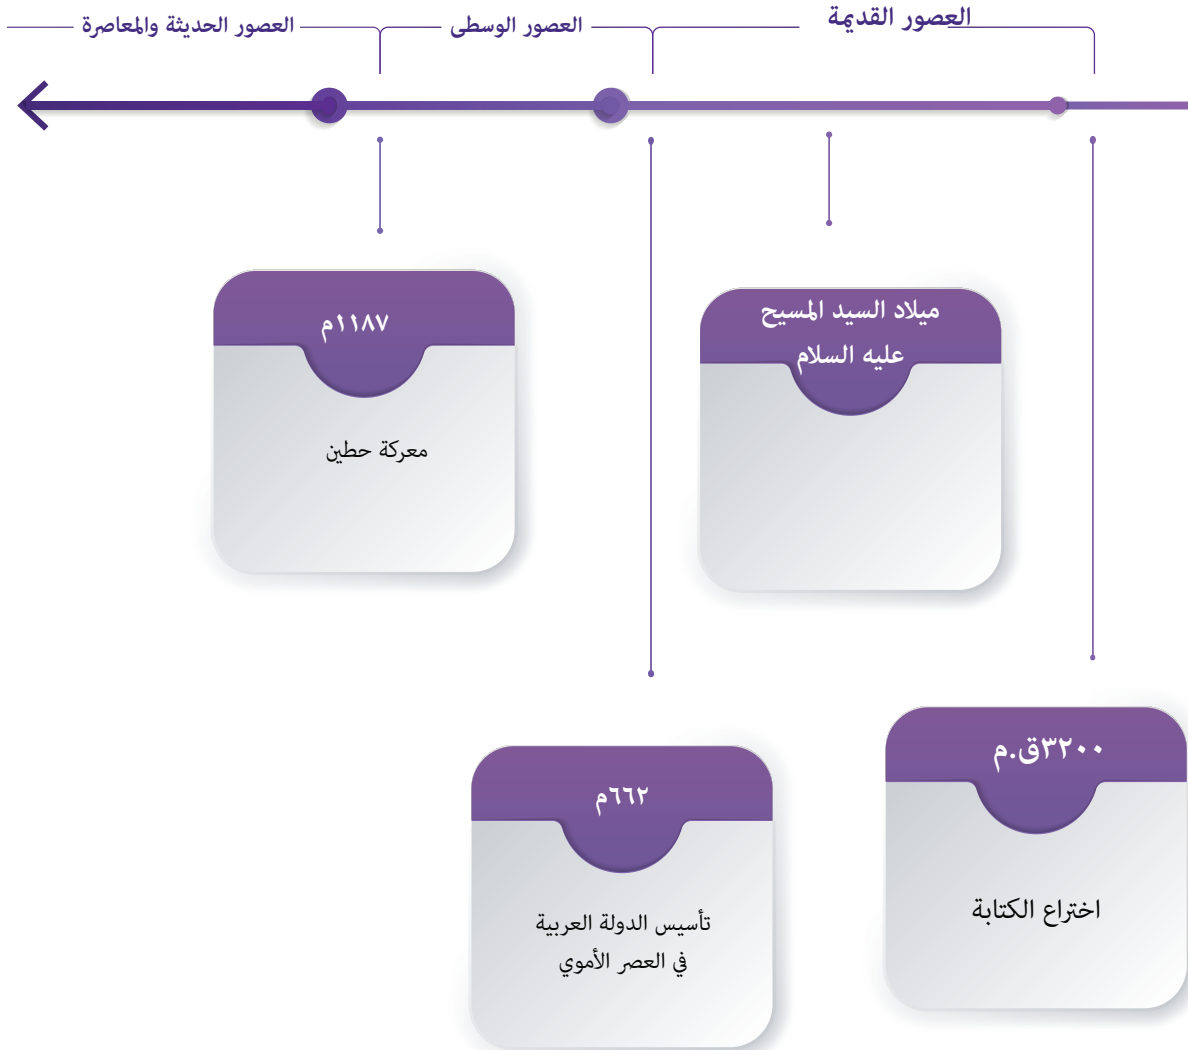 العصور القديمة
العصور الوسطى
العصور الحديثة والمعاصرة
ميلاد السيد المسيح
عليه السلام
١١٨٧م
معركة حطين
٣٢٠٠ق.م
اختراع الكتابة
٦٦٢م
تأسيس الدولة العربية
في العصر الأموي